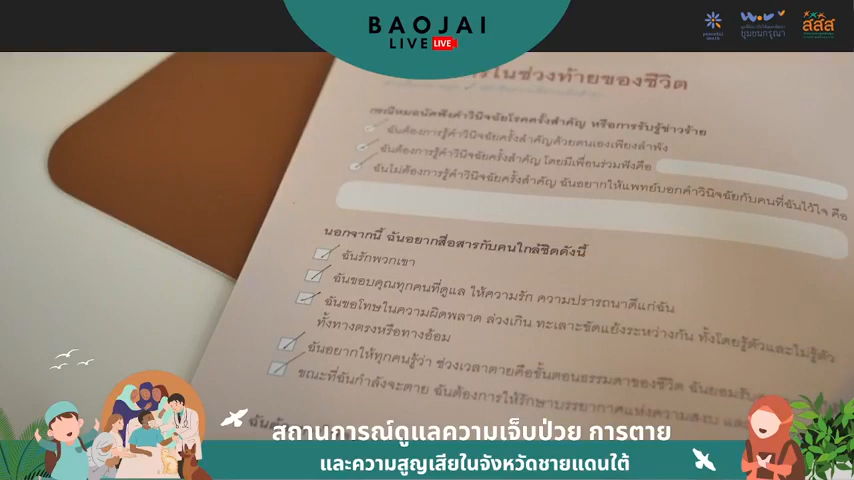 BAOJAI
LIVE LIVE
peaceful death
ชุมชนกรุณา
สสส
ในช่วงท้ายของชีวิต
กรณีหมอนัดฟังคำวินิจฉัยโรคครั้งสำคัญ หรือการรับรู้ข่าวร้าย
ฉันต้องการรู้คำวินิจฉัยครั้งสำคัญด้วยตนเองเพียงลำพัง
ฉันต้องการรู้คำวินิจฉัยครั้งสำคัญ โดยมีเพื่อนร่วมฟังคือ
ฉันไม่ต้องการรู้คำวินิจฉัยครั้งสำคัญ ฉันอยากให้แพทย์บอกคำวินิจฉัยกับคนที่ฉันไว้ใจ คือ
นอกจากนี้ ฉันอยากสื่อสารกับคนใกล้ชิดดังนี้
ฉันรักพวกเขา
ฉันขอบคุณทุกคนที่ดูแล ให้ความรัก ความปรารถนาดีแก่ฉัน
ฉันขอโทษในความผิดพลาด ล่วงเกิน ทะเลาะขัดแย้งระหว่างกัน ทั้งโดยรู้ตัวและไม่รู้ตัว
ทั้งทางตรงหรือทางอ้อม
ฉันอยากให้ทุกคนรู้ว่า ช่วงเวลาตายคือขั้นตอนธรรมดาของชีวิต ฉันยอมรับ
ขณะที่ฉันกำลังจะตาย ฉันต้องการให้รักษาบรรยากาศแห่งความสงบ และ
สถานการณ์ดูแลความเจ็บป่วย การตาย
และความสูญเสียในจังหวัดชายแดนใต้